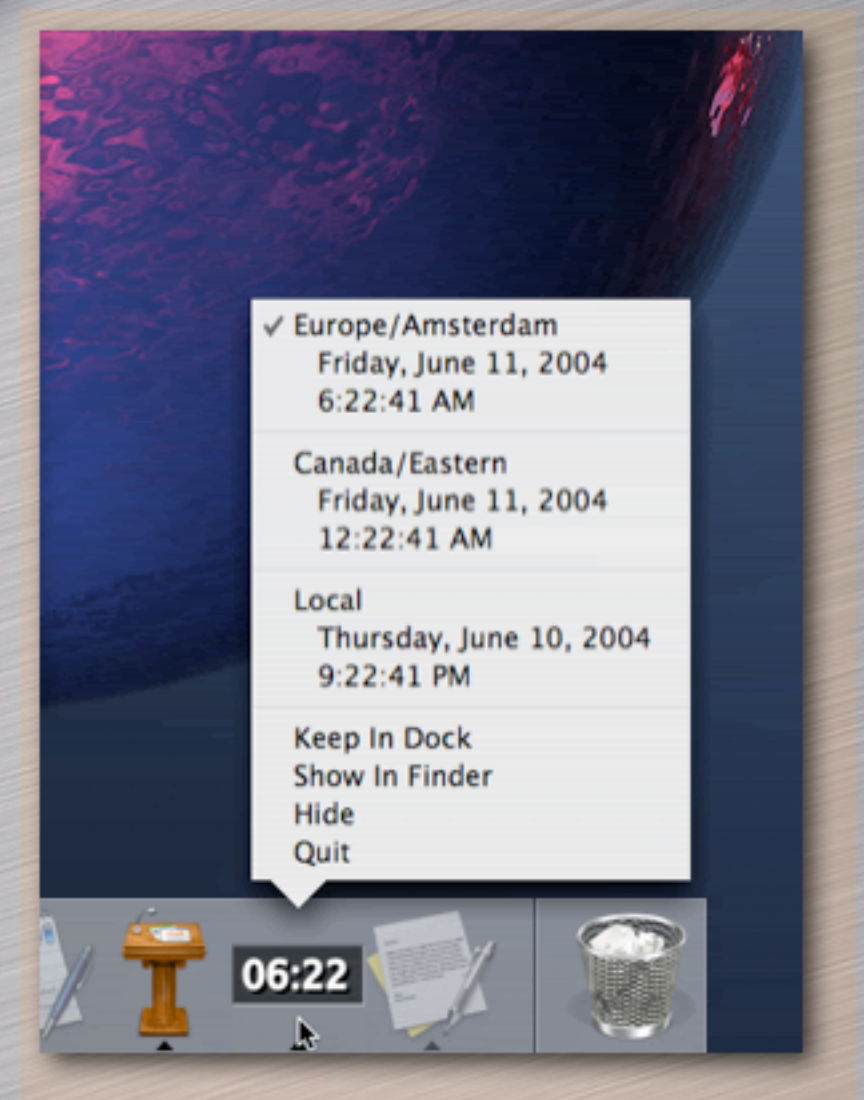 ✓ Europe/Amsterdam
Friday, June 11, 2004
6:22:41 AM
Canada/Eastern
Friday, June 11, 2004
12:22:41 AM
Local
Thursday, June 10, 2004
9:22:41 PM
Keep In Dock
Show In Finder
Hide
Quit
06:22